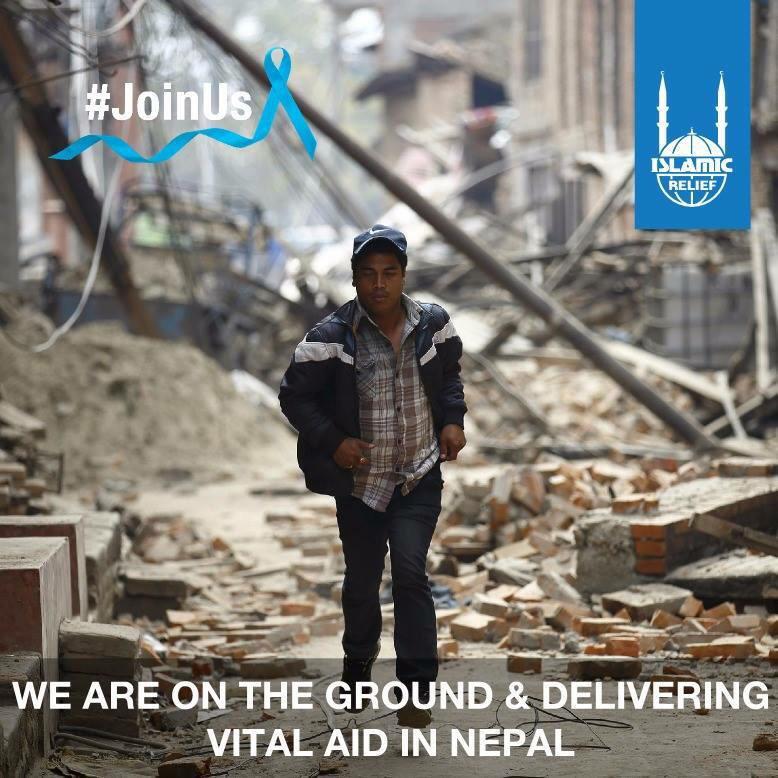 #JoinUs
ISLAMIC
RELIEF
WE ARE ON THE GROUND & DELIVERING
VITAL AID IN NEPAL